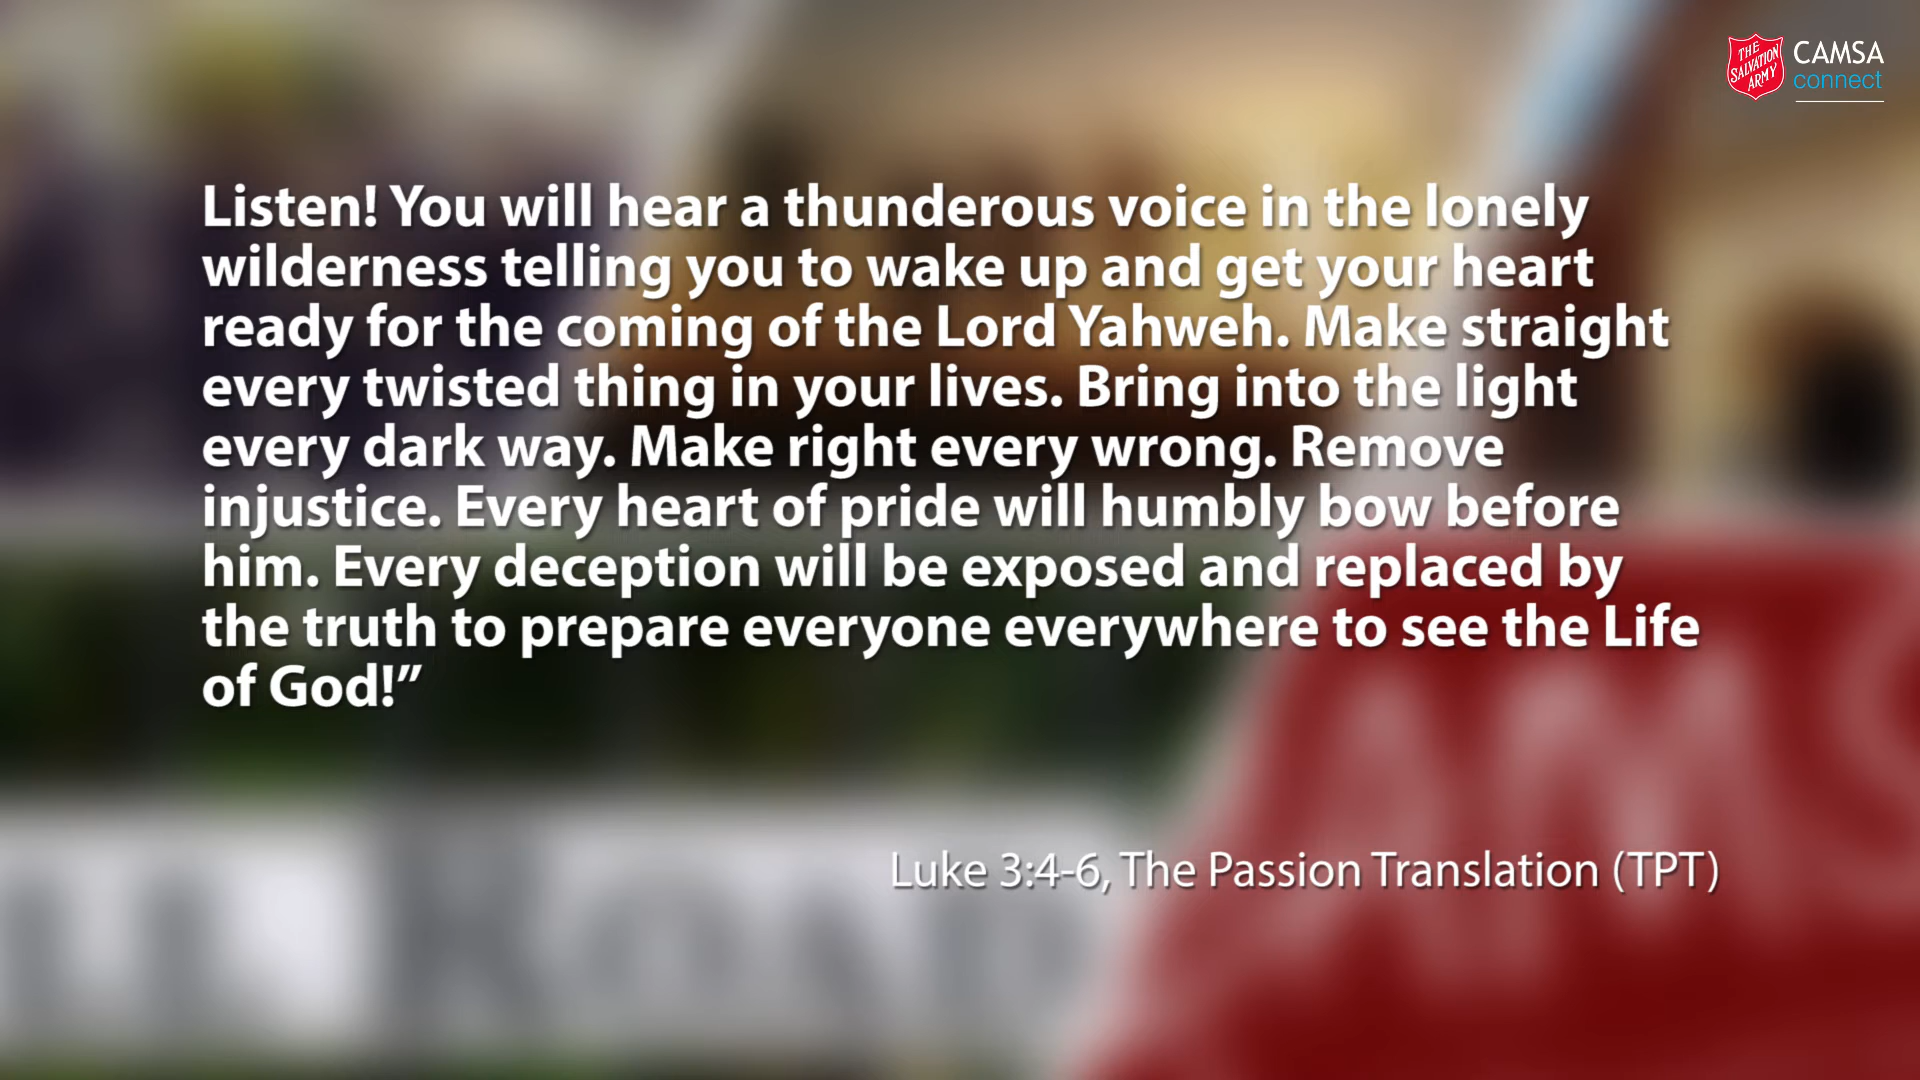 THE
SALVATION
ARMY
CAMSA
connect
Listen! You will hear a thunderous voice in the lonely
wilderness telling you to wake up and get your heart
ready for the coming of the Lord Yahweh. Make straight
every twisted thing in your lives. Bring into the light
every dark way. Make right every wrong. Remove
injustice. Every heart of pride will humbly bow before
him. Every deception will be exposed and replaced by
the truth to prepare everyone everywhere to see the Life
of God!”
Luke 3:4-6, The Passion Translation (TPT)